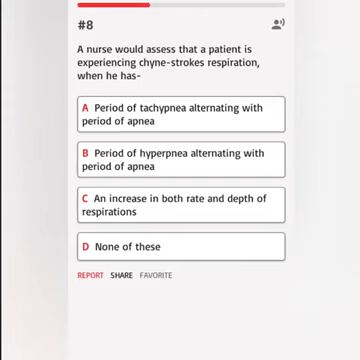 #8
A nurse would assess that a patient is
experiencing chyne-strokes respiration,
when he has-
A Period of tachypnea alternating with
period of apnea
B Period of hyperpnea alternating with
period of apnea
C An increase in both rate and depth of
respirations
D None of these
REPORT SHARE FAVORITE